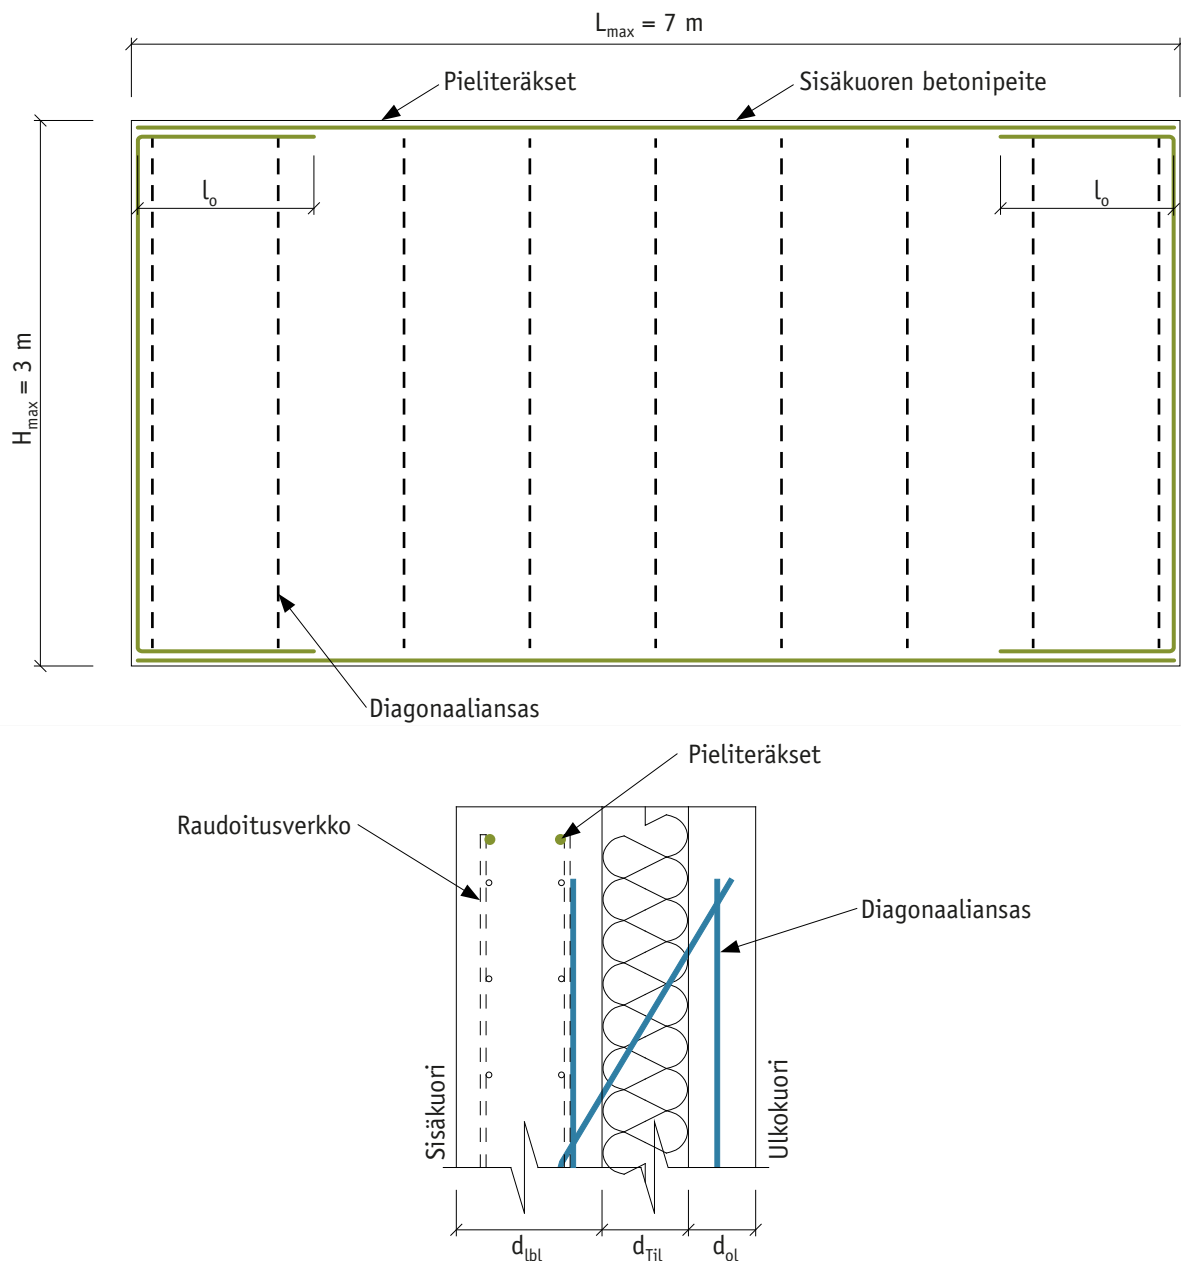 Lmax = 7 m
Pieliteräkset
Sisäkuoren betonipeite
lo
lo
Hmax = 3 m
Diagonaaliansas
Pieliteräkset
Raudoitusverkko
Diagonaaliansas
Sisäkuori
Ulkokuori
dlbl
dTil
dol